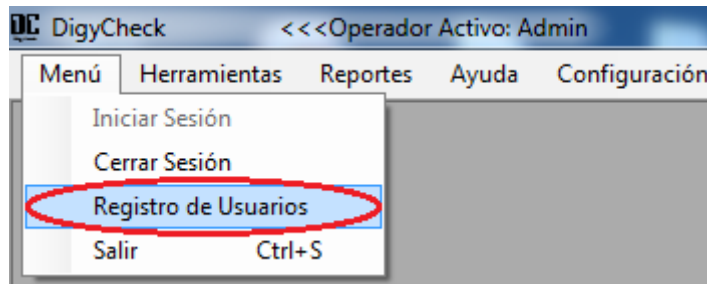 DC DigyCheck <<<Operador Activo: Admin
Menú Herramientas Reportes Ayuda Configuración
Iniciar Sesión
Cerrar Sesión
Registro de Usuarios
Salir Ctrl+S